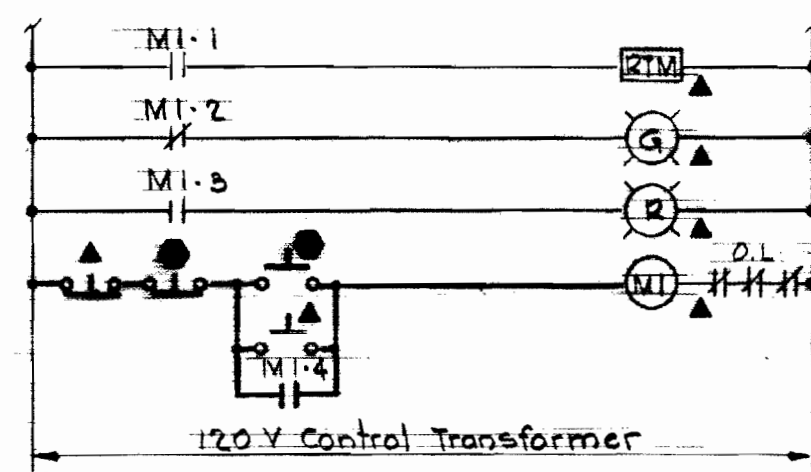 M1·1
RTM
M1·2
G
M1·3
R
O.L
M1
M1·4
120 V Control Transformer